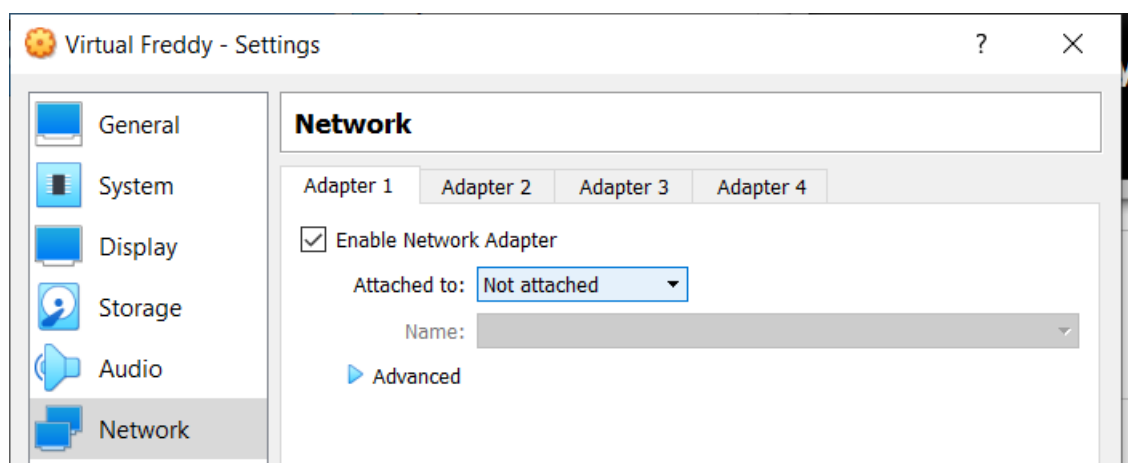 Virtual Freddy - Settings ? ×
General
System
Display
Storage
Audio
Network
Network
Adapter 1 Adapter 2 Adapter 3 Adapter 4
Enable Network Adapter
Attached to: Not attached
Name:
Advanced